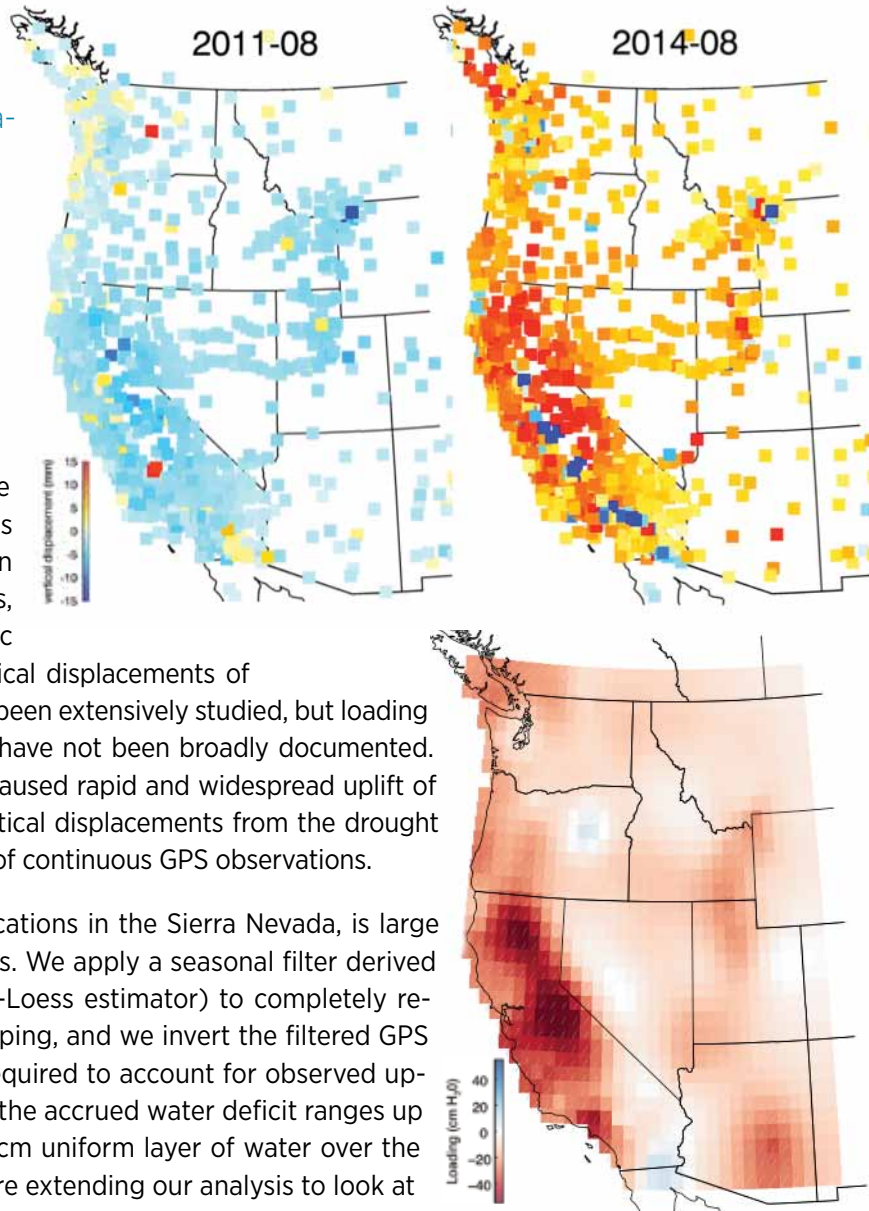 2011-08
2014-08
a-
vertical displacement (mm)
15
10
5
0
-5
-10
-15
e
s
n
s,
c
ical displacements of
been extensively studied, but loading
have not been broadly documented.
aused rapid and widespread uplift of
tical displacements from the drought
of continuous GPS observations.
cations in the Sierra Nevada, is large
s. We apply a seasonal filter derived
-Loess estimator) to completely re-
ping, and we invert the filtered GPS
equired to account for observed up-
the accrued water deficit ranges up
cm uniform layer of water over the
re extending our analysis to look at
Loading (cm H₂0)
40
20
0
−20
−40